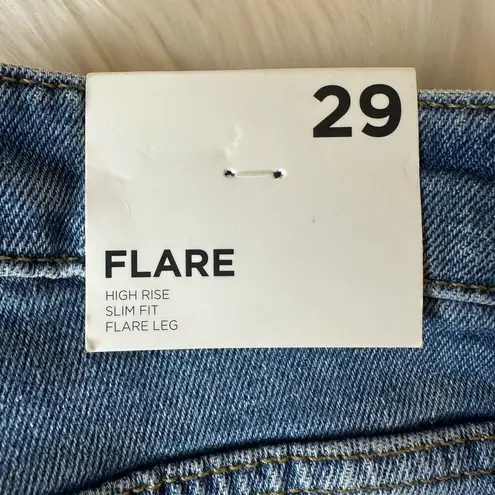 29
FLARE
HIGH RISE
SLIM FIT
FLARE LEG